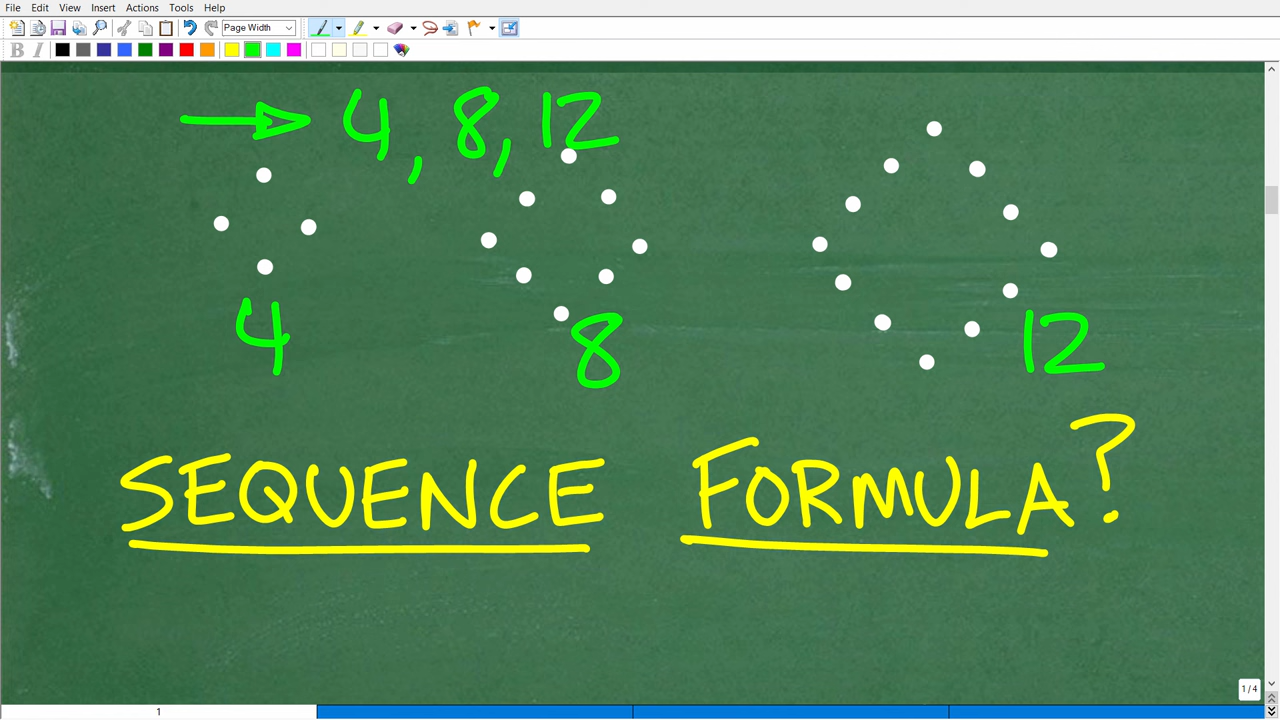 File Edit View Insert Actions Tools Help
Page Width
B I
4, 8, 12
4
8
12
SEQUENCE FORMULA?
1/4
1